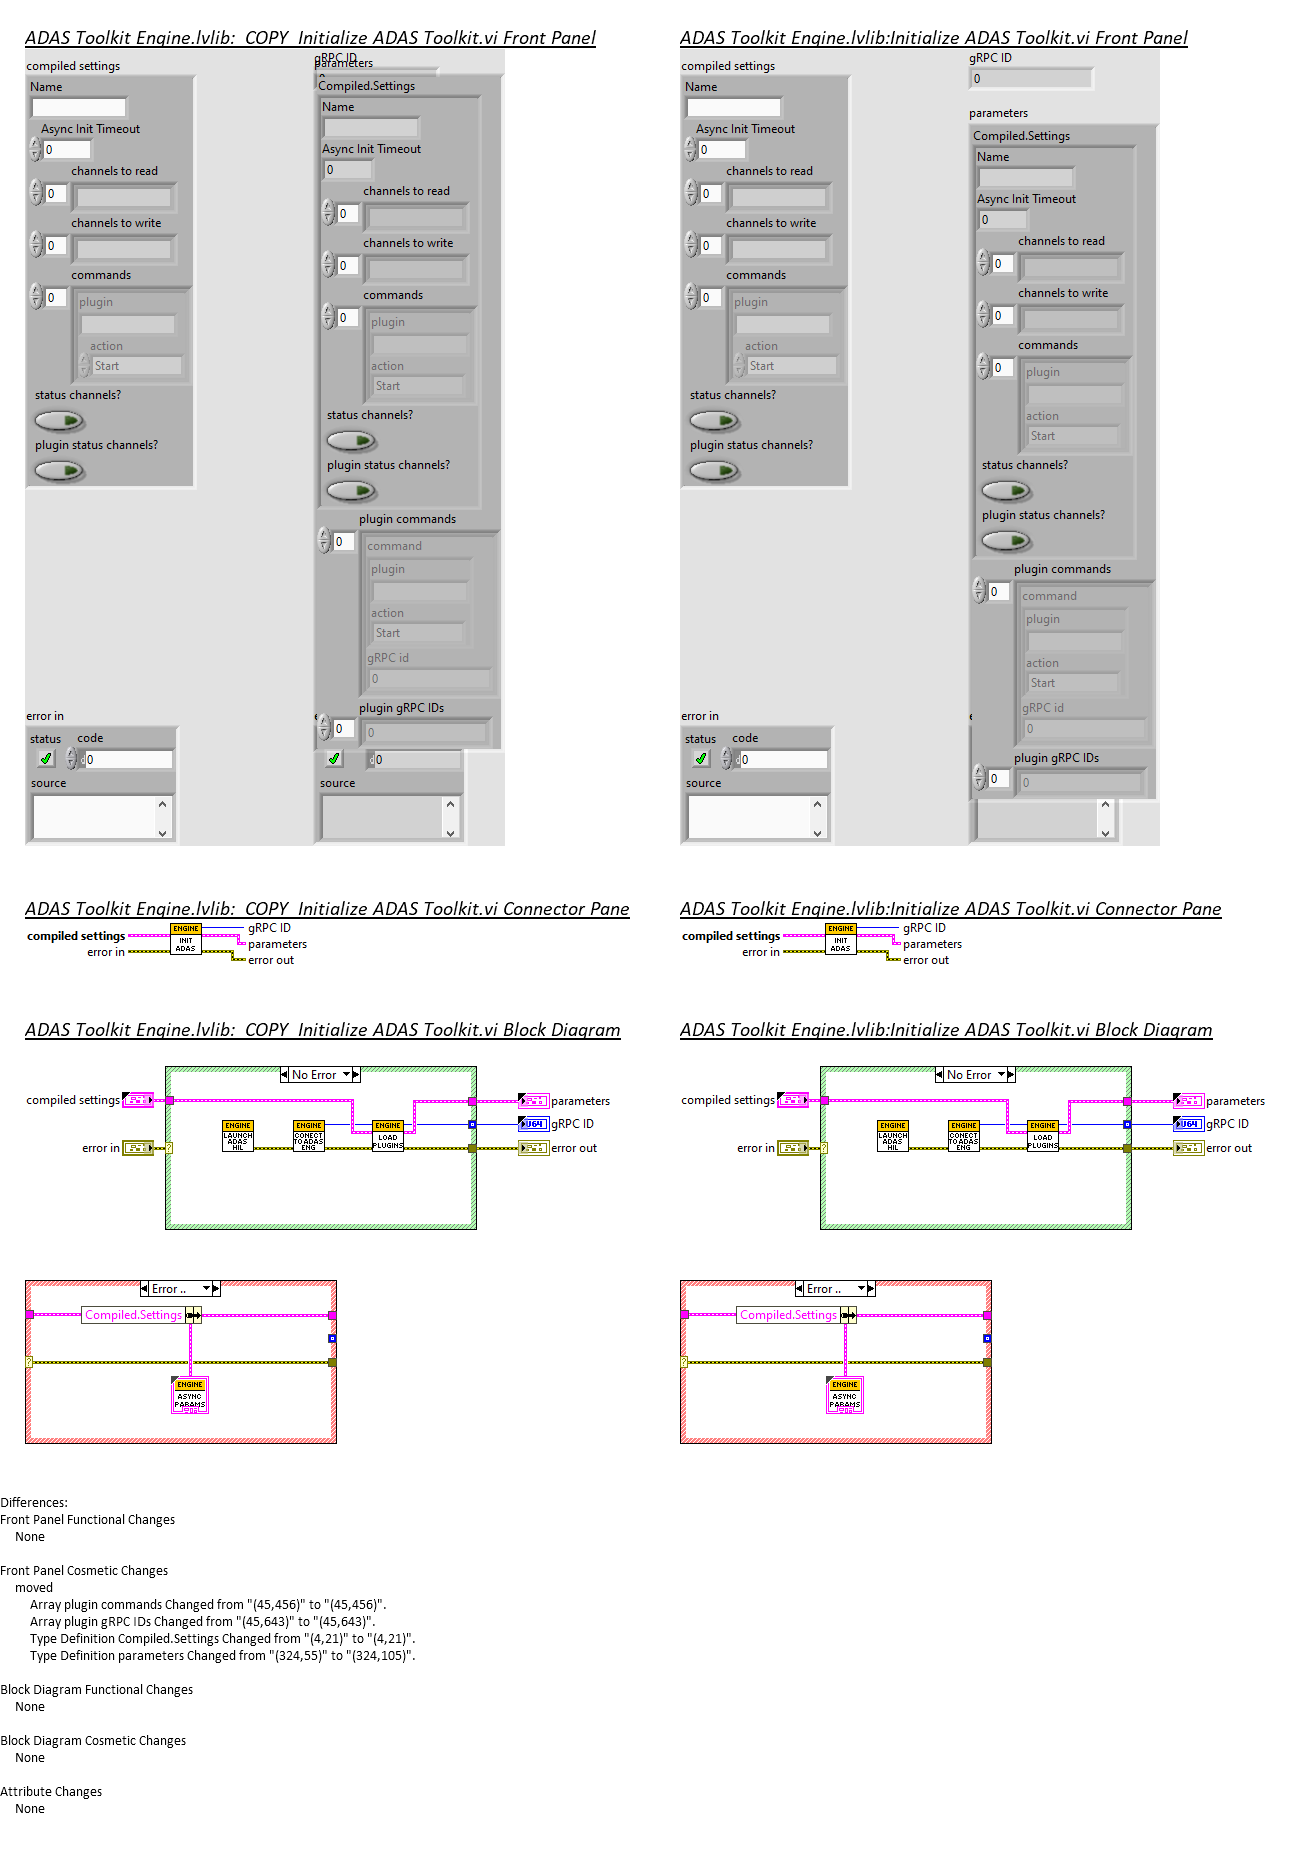 ADAS Toolkit Engine.lvlib:  COPY  Initialize ADAS Toolkit.vi Front Panel
compiled settings
Name
Async Init Timeout
0
channels to read
0
channels to write
0
commands
0
plugin
action
Start
status channels?
plugin status channels?
error in
status
code
d0
source
gRPC ID
parameters
Compiled.Settings
Name
Async Init Timeout
0
channels to read
0
channels to write
0
commands
0
plugin
action
Start
status channels?
plugin status channels?
plugin commands
0
command
plugin
action
Start
gRPC id
0
plugin gRPC IDs
0
0
d0
source
ADAS Toolkit Engine.lvlib:Initialize ADAS Toolkit.vi Front Panel
compiled settings
Name
Async Init Timeout
0
channels to read
0
channels to write
0
commands
0
plugin
action
Start
status channels?
plugin status channels?
error in
status
code
d0
source
gRPC ID
0
parameters
Compiled.Settings
Name
Async Init Timeout
0
channels to read
0
channels to write
0
commands
0
plugin
action
Start
status channels?
plugin status channels?
plugin commands
0
command
plugin
action
Start
gRPC id
0
plugin gRPC IDs
0
0
ADAS Toolkit Engine.lvlib:  COPY  Initialize ADAS Toolkit.vi Connector Pane
compiled settings
error in
ENGINE
INIT
ADAS
gRPC ID
parameters
error out
ADAS Toolkit Engine.lvlib:Initialize ADAS Toolkit.vi Connector Pane
compiled settings
error in
ENGINE
INIT
ADAS
gRPC ID
parameters
error out
ADAS Toolkit Engine.lvlib:  COPY  Initialize ADAS Toolkit.vi Block Diagram
No Error
compiled settings
error in
ENGINE
LAUNCH
ADAS
HIL
ENGINE
CONECT
TO ADAS
ENG
ENGINE
LOAD
PLUGINS
parameters
U64
gRPC ID
error out
Error ..
Compiled.Settings
ENGINE
ASYNC
PARAMS
ADAS Toolkit Engine.lvlib:Initialize ADAS Toolkit.vi Block Diagram
No Error
compiled settings
error in
ENGINE
LAUNCH
ADAS
HIL
ENGINE
CONECT
TO ADAS
ENG
ENGINE
LOAD
PLUGINS
parameters
U64
gRPC ID
error out
Error ..
Compiled.Settings
ENGINE
ASYNC
PARAMS
Differences:
Front Panel Functional Changes
None
Front Panel Cosmetic Changes
moved
Array plugin commands Changed from "(45,456)" to "(45,456)".
Array plugin gRPC IDs Changed from "(45,643)" to "(45,643)".
Type Definition Compiled.Settings Changed from "(4,21)" to "(4,21)".
Type Definition parameters Changed from "(324,55)" to "(324,105)".
Block Diagram Functional Changes
None
Block Diagram Cosmetic Changes
None
Attribute Changes
None